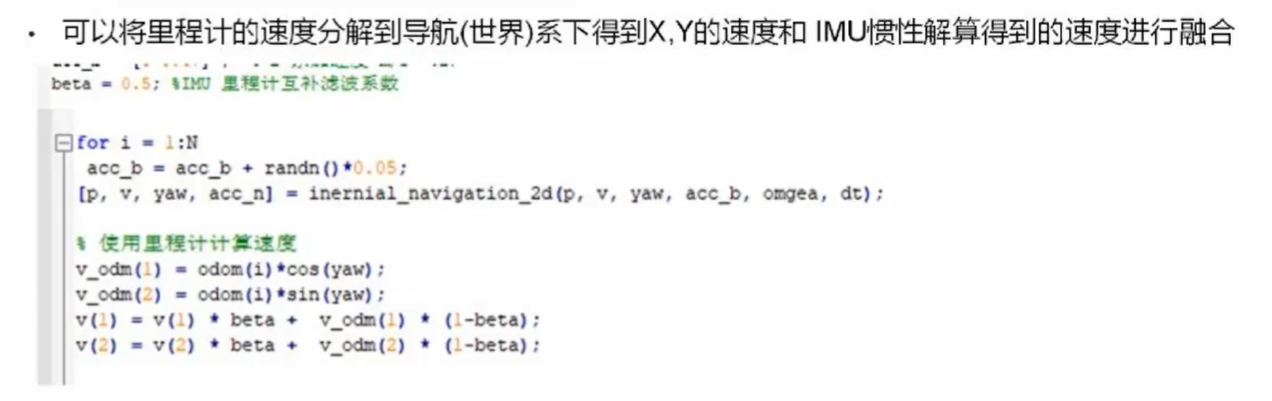 · 可以将里程计的速度分解到导航(世界)系下得到X,Y的速度和 IMU惯性解算得到的速度进行融合
beta = 0.5; %IMU 里程计互补滤波系数
for i = 1:N
acc_b = acc_b + randn()*0.05;
[p, v, yaw, acc_n] = inernial_navigation_2d(p, v, yaw, acc_b, omgea, dt);
% 使用里程计计算速度
v_odm(1) = odom(i)*cos(yaw);
v_odm(2) = odom(i)*sin(yaw);
v(1) = v(1) * beta + v_odm(1) * (1-beta);
v(2) = v(2) * beta + v_odm(2) * (1-beta);